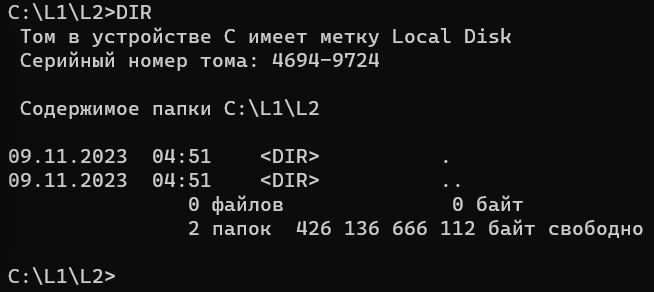 C:\L1\L2>DIR
Том в устройстве C имеет метку Local Disk
Серийный номер тома: 4694-9724
Содержимое папки C:\L1\L2
09.11.2023  04:51    <DIR>          .
09.11.2023  04:51    <DIR>          ..
0 файлов              0 байт
2 папок  426 136 666 112 байт свободно
C:\L1\L2>